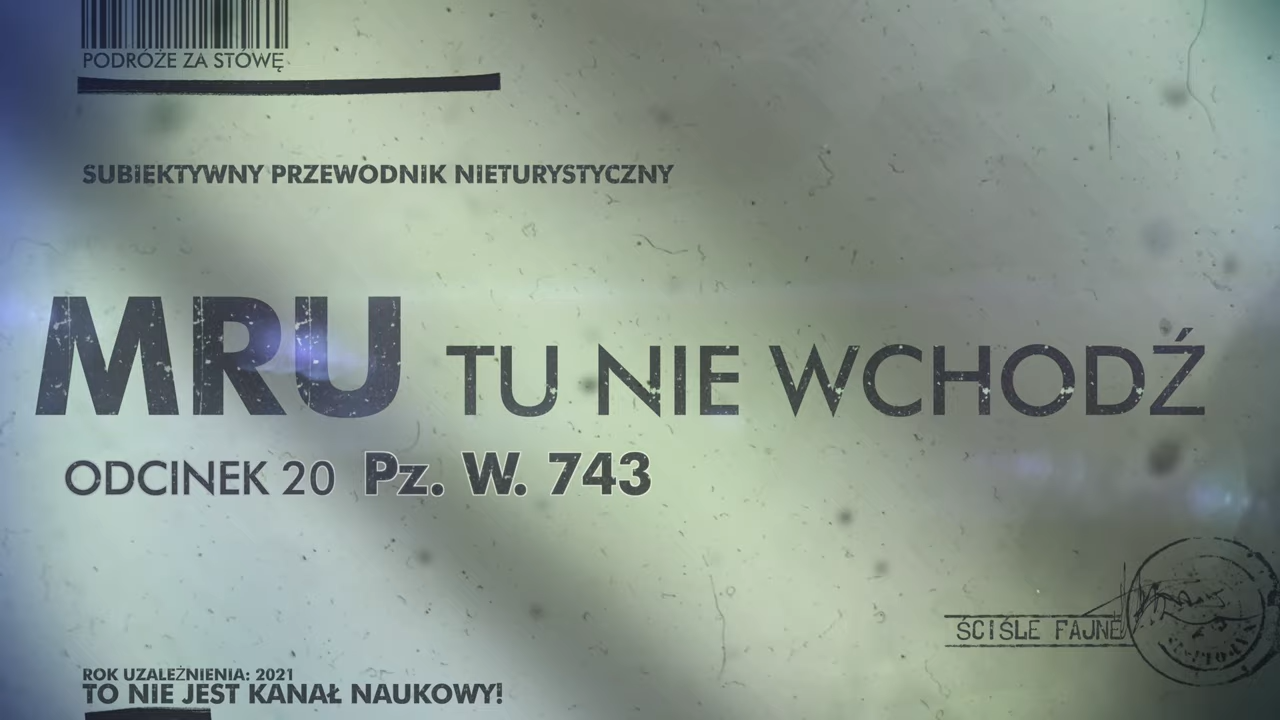 PODRÓŻE ZA STÓWĘ
SUBIEKTYWNY PRZEWODNIK NIETURYSTYCZNY
MRU TU NIE WCHODŹ
ODCINEK 20 Pz. W. 743
ŚCIŚLE FAJNE
ROK UZALEŻNIENIA: 2021
TO NIE JEST KANAŁ NAUKOWY!